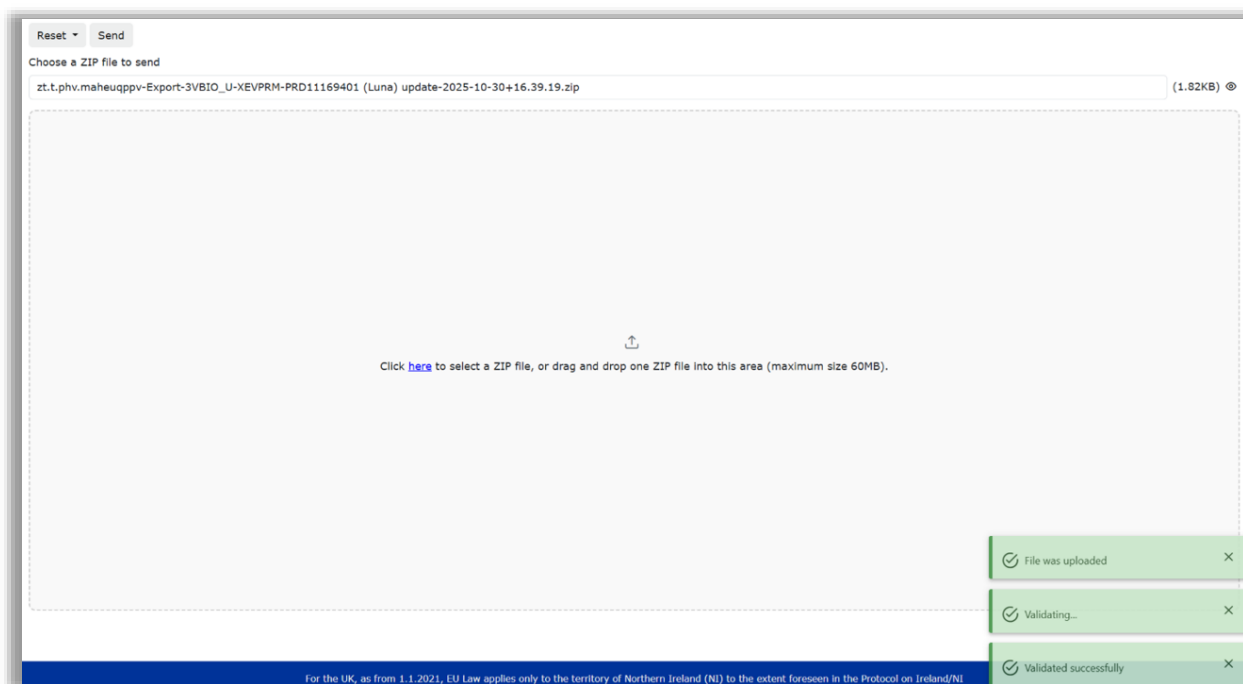 Reset Send
Choose a ZIP file to send
zt.t.phv.maheuqppv-Export-3VBIO_U-XEVPRM-PRD11169401 (Luna) update-2025-10-30+16.39.19.zip (1.82KB)
Click here to select a ZIP file, or drag and drop one ZIP file into this area (maximum size 60MB).
File was uploaded
Validating...
Validated successfully
For the UK, as from 1.1.2021, EU Law applies only to the territory of Northern Ireland (NI) to the extent foreseen in the Protocol on Ireland/NI